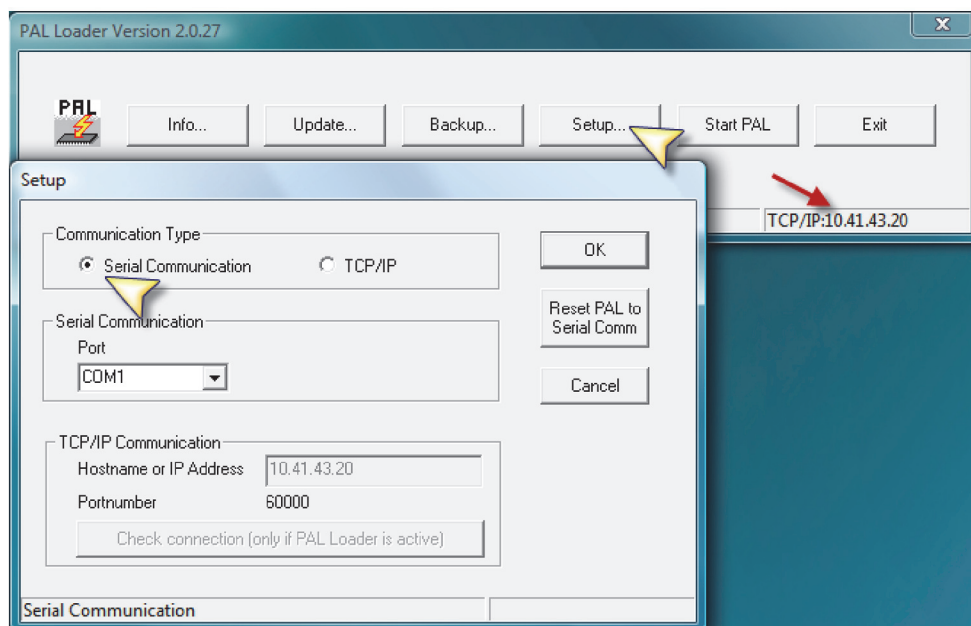 PAL Loader Version 2.0.27
PAL
Info... Update... Backup... Setup... Start PAL Exit
TCP/IP:10.41.43.20
Setup
Communication Type
Serial Communication TCP/IP
OK
Reset PAL to
Serial Comm
Cancel
Serial Communication
Port
COM1
TCP/IP Communication
Hostname or IP Address 10.41.43.20
Portnumber 60000
Check connection (only if PAL Loader is active)
Serial Communication